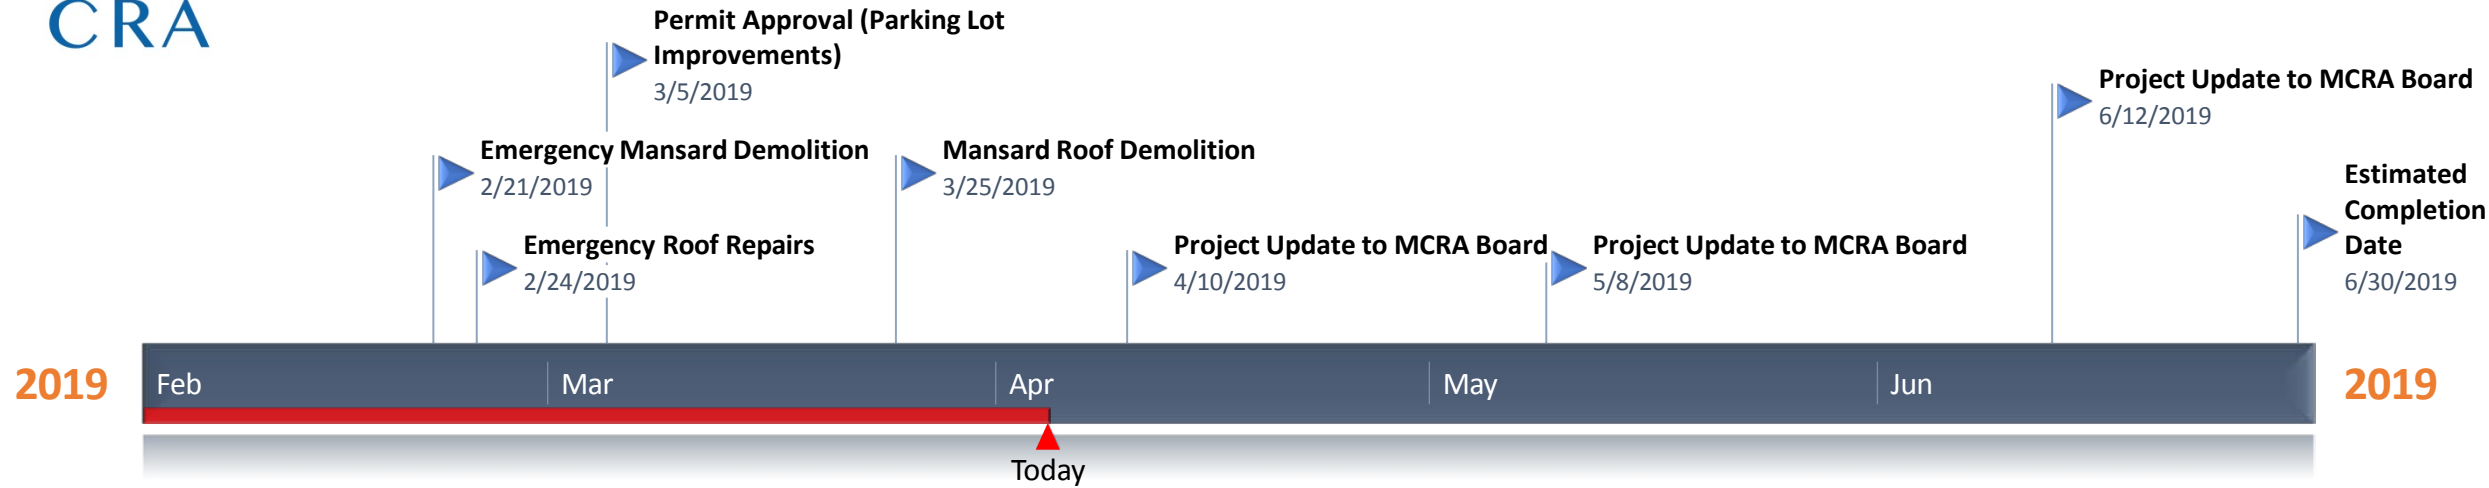 CRA
Permit Approval (Parking Lot
Improvements)
3/5/2019
Project Update to MCRA Board
6/12/2019
Emergency Mansard Demolition
2/21/2019
Mansard Roof Demolition
3/25/2019
Estimated
Completion
Date
6/30/2019
Emergency Roof Repairs
2/24/2019
Project Update to MCRA Board
4/10/2019
Project Update to MCRA Board
5/8/2019
2019
Feb
Mar
Apr
May
Jun
2019
Today